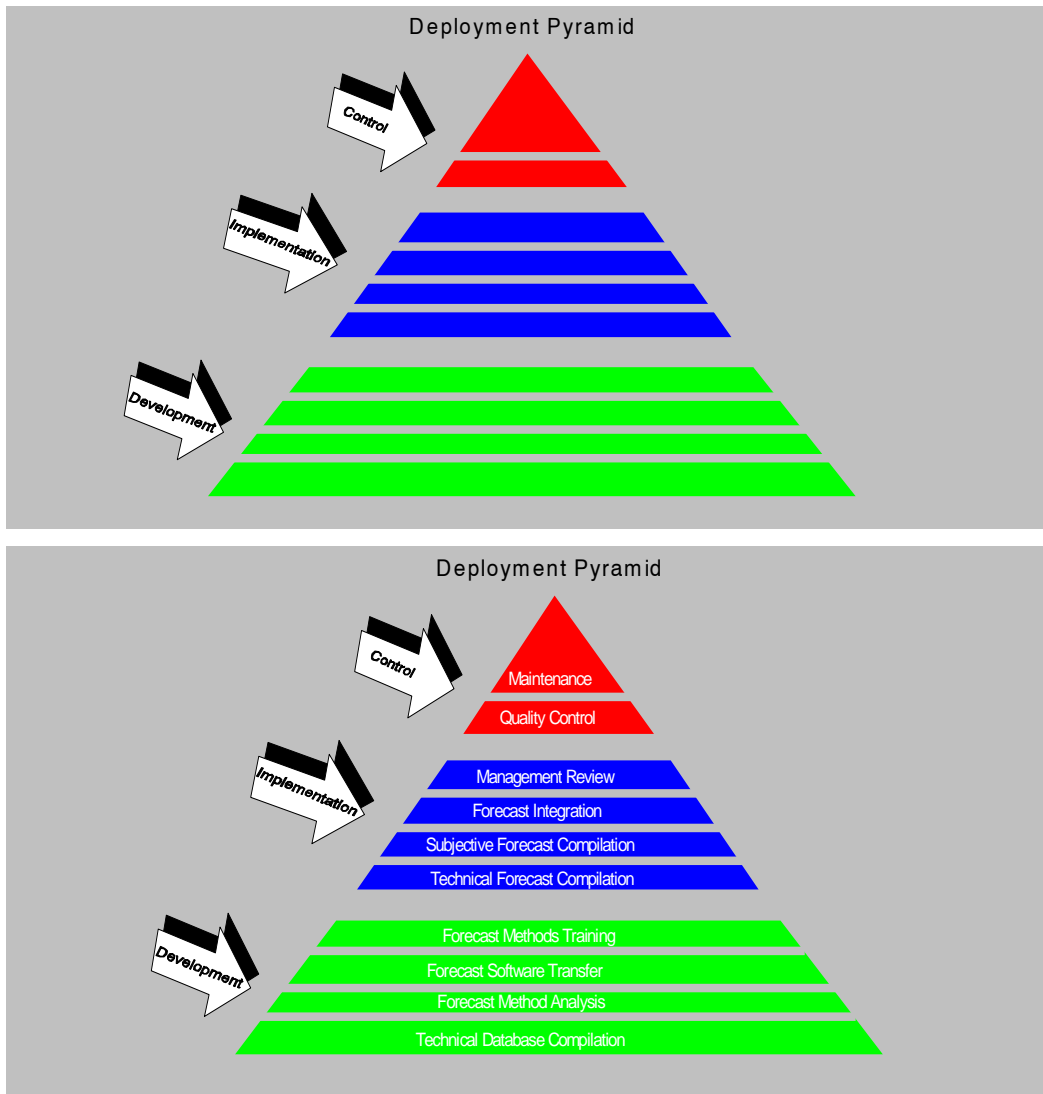 Deployment Pyramid
Control
Implementation
Development
Deployment Pyramid
Control
Maintenance
Quality Control
Implementation
Management Review
Forecast Integration
Subjective Forecast Compilation
Technical Forecast Compilation
Development
Forecast Methods Training
Forecast Software Transfer
Forecast Method Analysis
Technical Database Compilation